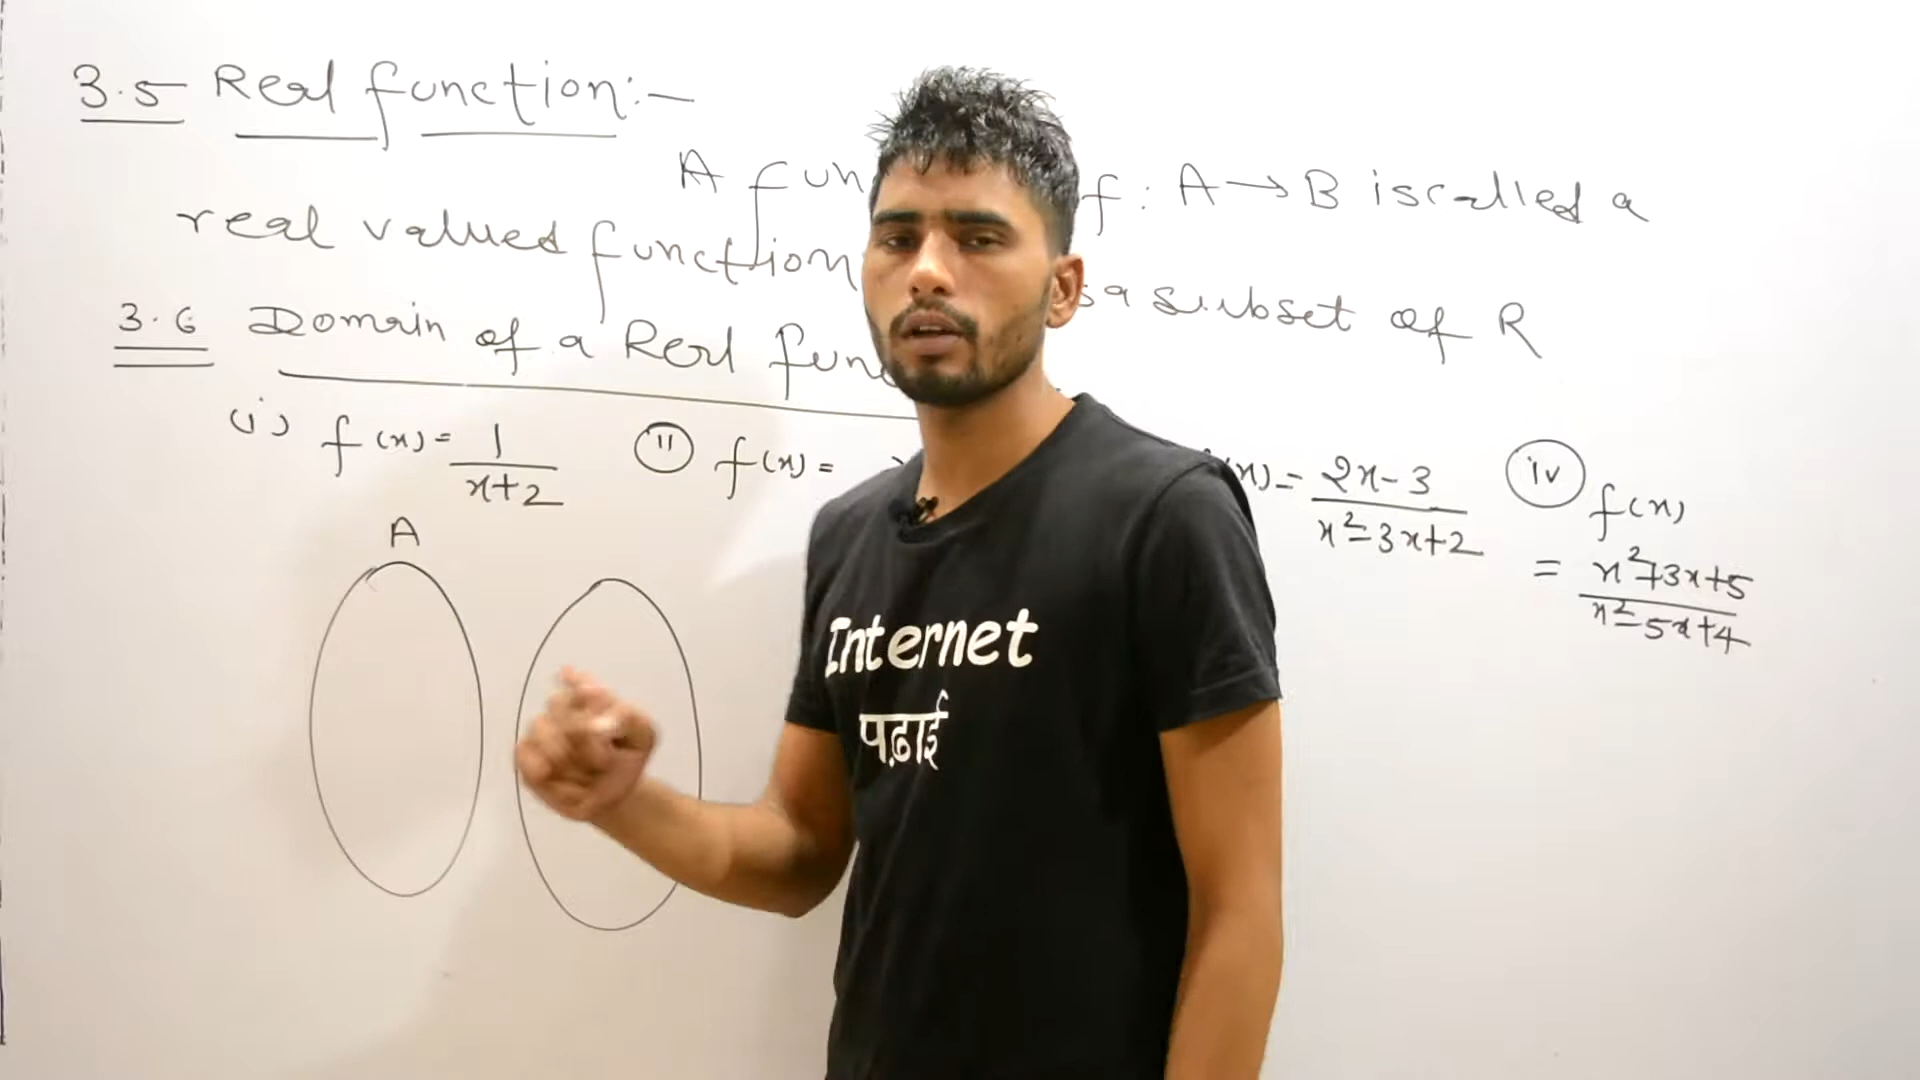 3.5 Real function:-
A fun f: A → B is called a
real valued function a subset of R
3.6 Domain of a Real func
(i) f(x) = 1/x+2 (ii) f(x) = (x) = 2x-3/x²-3x+2 (iv) f(x)
= x²+3x+5/x²-5x+4
A
Internet
पढ़ाई